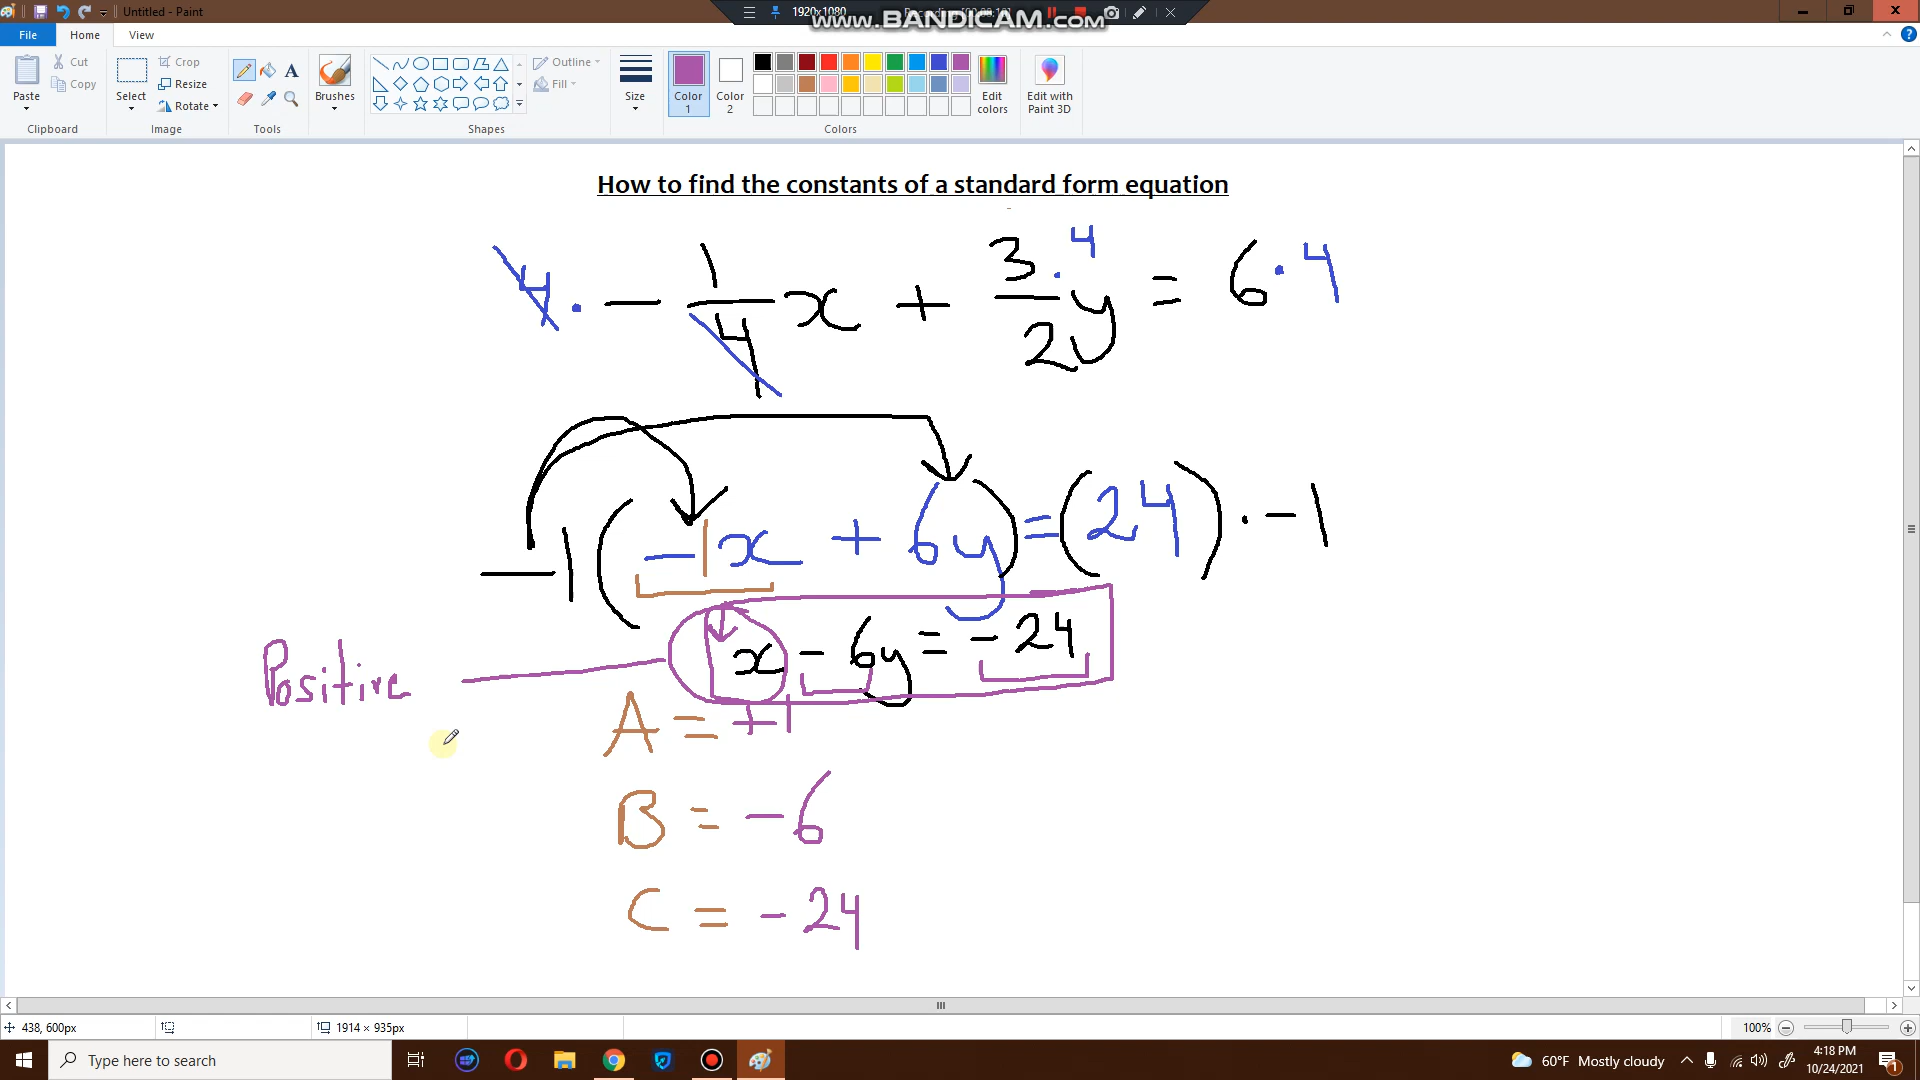 Untitled - Paint
1920x1080
www.BANDICAM.com
File Home View
Paste Cut Copy Select Crop Resize Rotate Brushes Outline Fill Size Color 1 Color 2 Edit colors Edit with Paint 3D
Clipboard Image Tools Shapes Colors
How to find the constants of a standard form equation
4 · - 1/4 x + 3 · 4/2 y = 6 · 4
-1(-1x + 6y) = (24) · -1
Positive x - 6y = -24
A = +1
B = -6
C = -24
438, 600px 1914 × 935px 100%
Type here to search 60°F Mostly cloudy 4:18 PM
10/24/2021 1